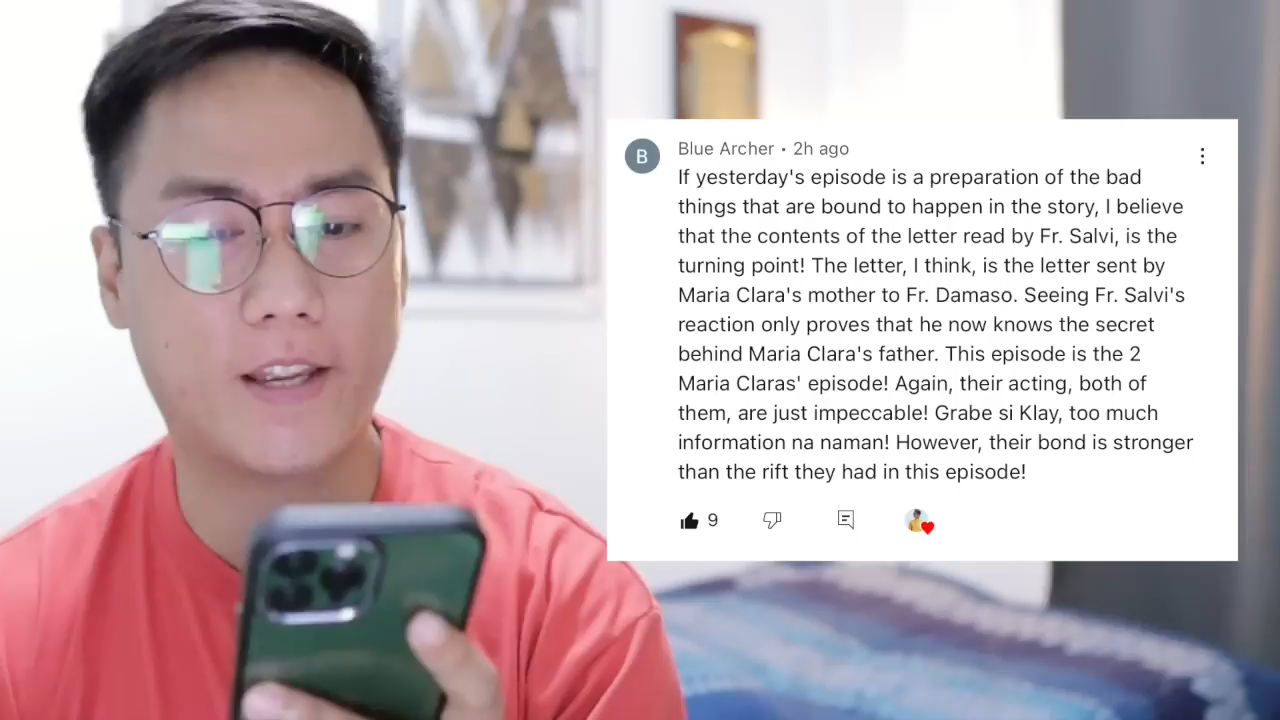 B
Blue Archer • 2h ago
If yesterday's episode is a preparation of the bad
things that are bound to happen in the story, I believe
that the contents of the letter read by Fr. Salvi, is the
turning point! The letter, I think, is the letter sent by
Maria Clara's mother to Fr. Damaso. Seeing Fr. Salvi's
reaction only proves that he now knows the secret
behind Maria Clara's father. This episode is the 2
Maria Claras' episode! Again, their acting, both of
them, are just impeccable! Grabe si Klay, too much
information na naman! However, their bond is stronger
than the rift they had in this episode!
9